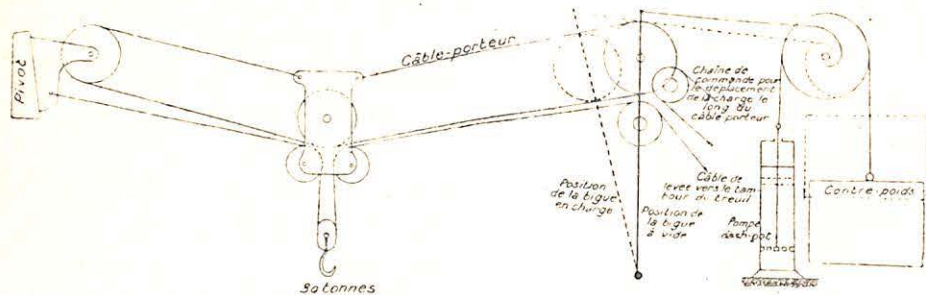 Pivot
Câble-porteur
Chaîne de
commande pour
le déplacement
de la charge le
long du
câble porteur
Position
de la bigue
en charge
Câble de
levée vers le tam
bour du treuil
Position de
la bigue
à vide
Pompe
dash-pot
Contre-poids
30 tonnes